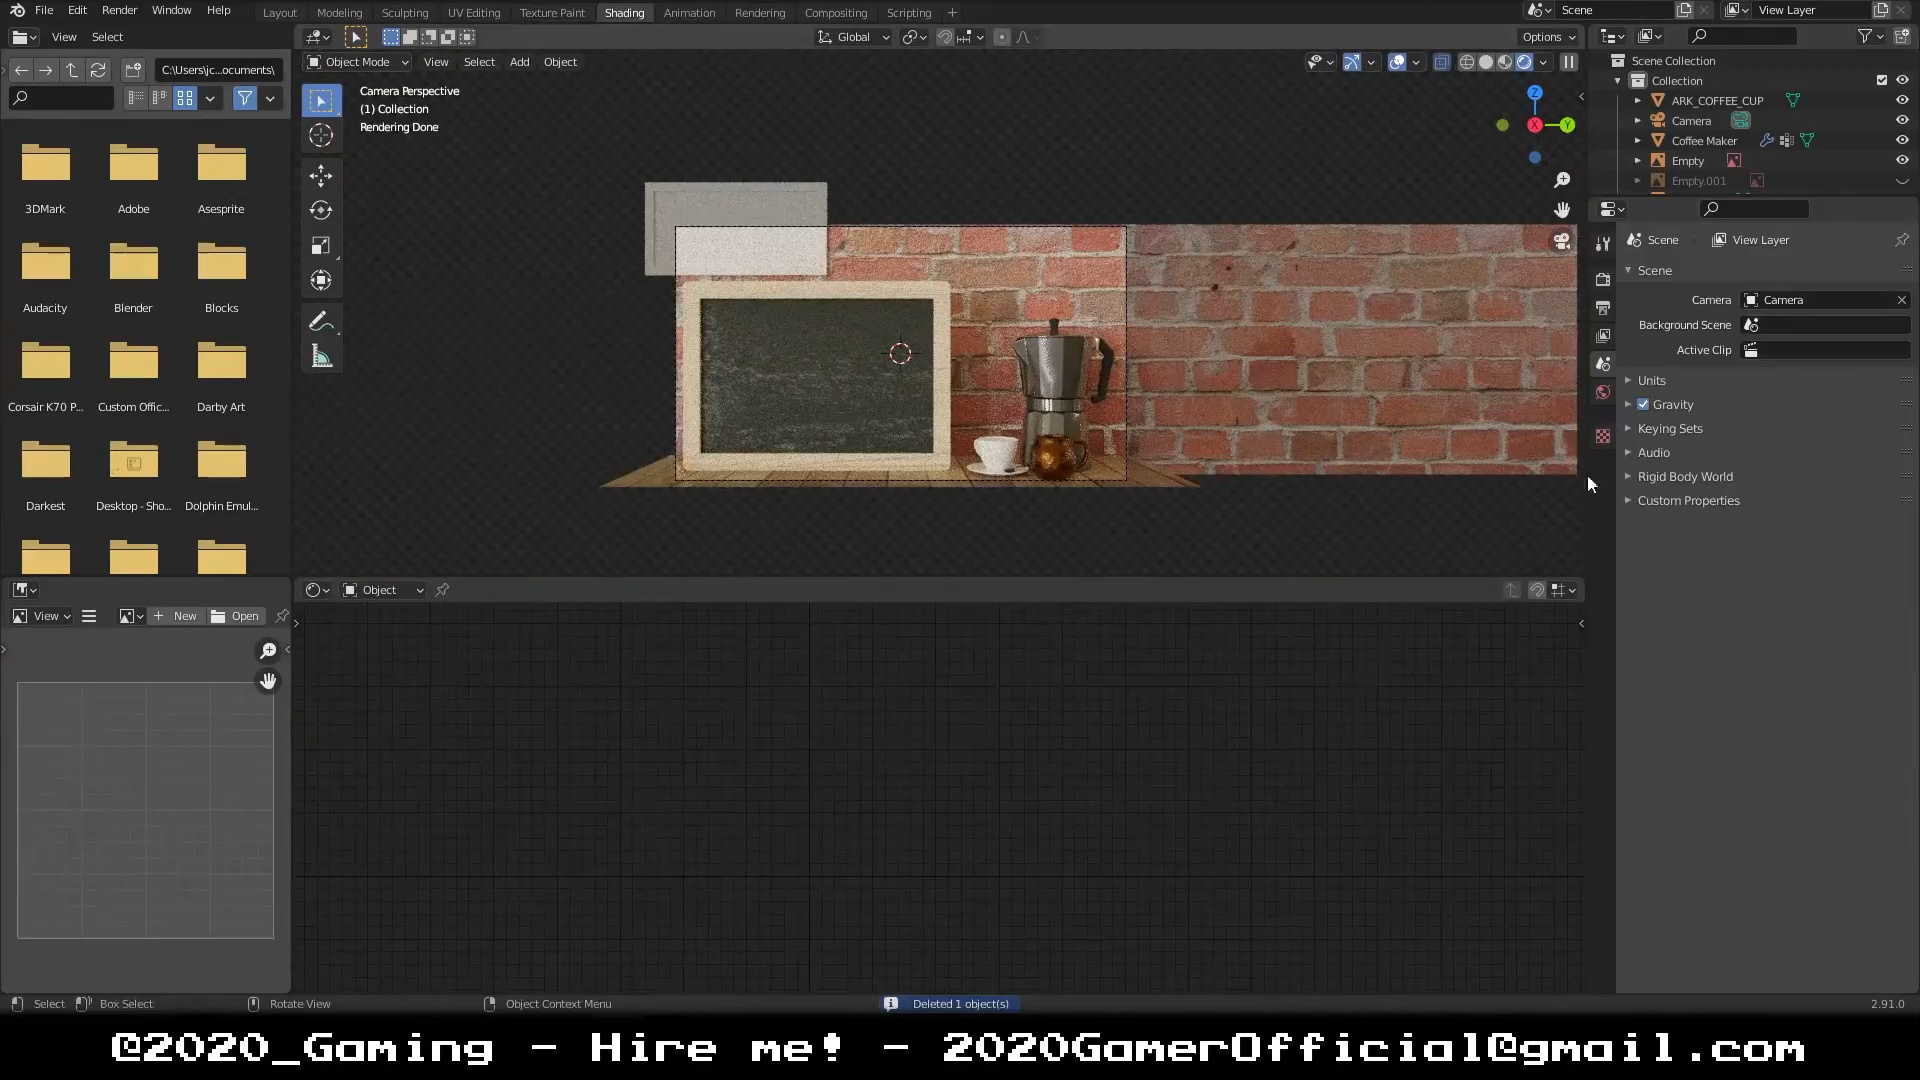 File Edit Render Window Help
Layout Modeling Sculpting UV Editing Texture Paint Shading Animation Rendering Compositing Scripting
Scene
View Layer
View Select
Global
Options
C:\Users\jc...ocuments\
Object Mode View Select Add Object
Camera Perspective
(1) Collection
Rendering Done
Z
X
Y
3DMark Adobe Asesprite
Audacity Blender Blocks
Corsair K70 P... Custom Offic... Darby Art
Darkest Desktop - Sho... Dolphin Emul...
Scene Collection
Collection
ARK_COFFEE_CUP
Camera
Coffee Maker
Empty
Empty.001
Scene View Layer
Scene
Camera Camera
Background Scene
Active Clip
Units
Gravity
Keying Sets
Audio
Rigid Body World
Custom Properties
Object
View New Open
Select Box Select Rotate View Object Context Menu Deleted 1 object(s) 2.91.0
@2020_Gaming - Hire me! - 2020GamerOfficial@gmail.com